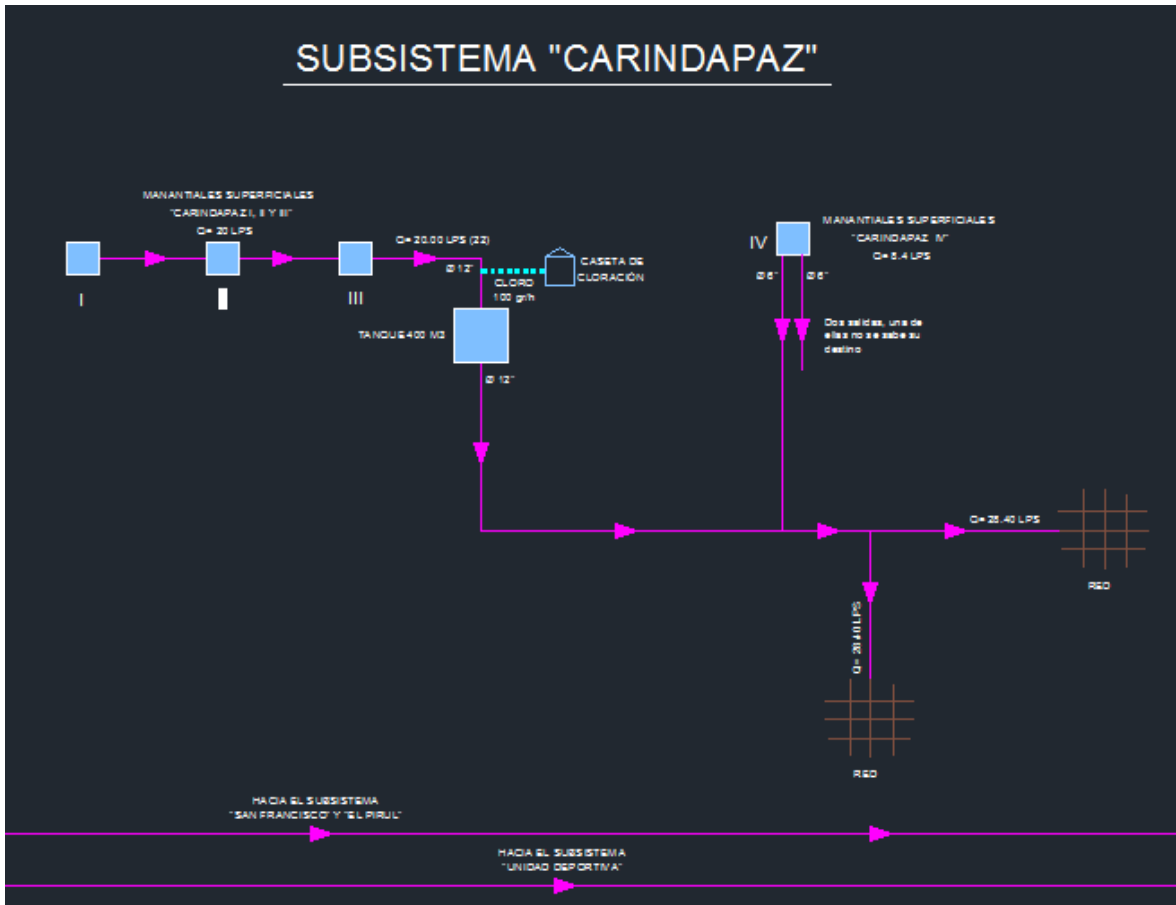 SUBSISTEMA "CARINDAPAZ"
MANANTIALES SUPERFICIALES
"CARINDAPAZ I, II Y III"
Q= 20 LPS
I
II
III
Q= 20.00 LPS (22)
Ø 12"
CLORO
100 gr/h
CASETA DE
CLORACIÓN
TANQUE 400 M3
Ø 12"
IV
MANANTIALES SUPERFICIALES
"CARINDAPAZ IV"
Q= 8.4 LPS
Ø 6"
Ø 6"
Dos salidas, una de
ellas no se sabe su
destino
Q= 28.40 LPS
RED
Q= 28.40 LPS
RED
HACIA EL SUBSISTEMA
"SAN FRANCISCO" Y "EL PIRUL"
HACIA EL SUBSISTEMA
"UNIDAD DEPORTIVA"